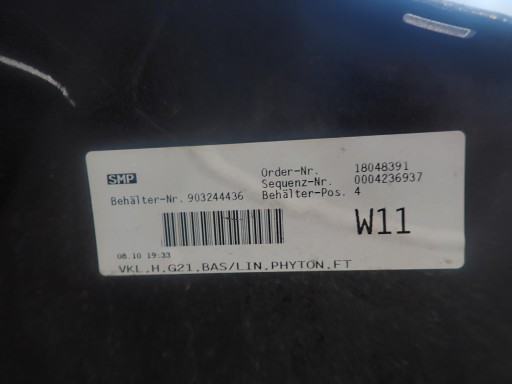 SMP
Order-Nr. 18048391
Sequenz-Nr. 0004236937
Behälter-Nr. 903244436 Behälter-Pos. 4
W11
08.10 19:33
VKL,H,G21,BAS/LIN,PHYTON,FT